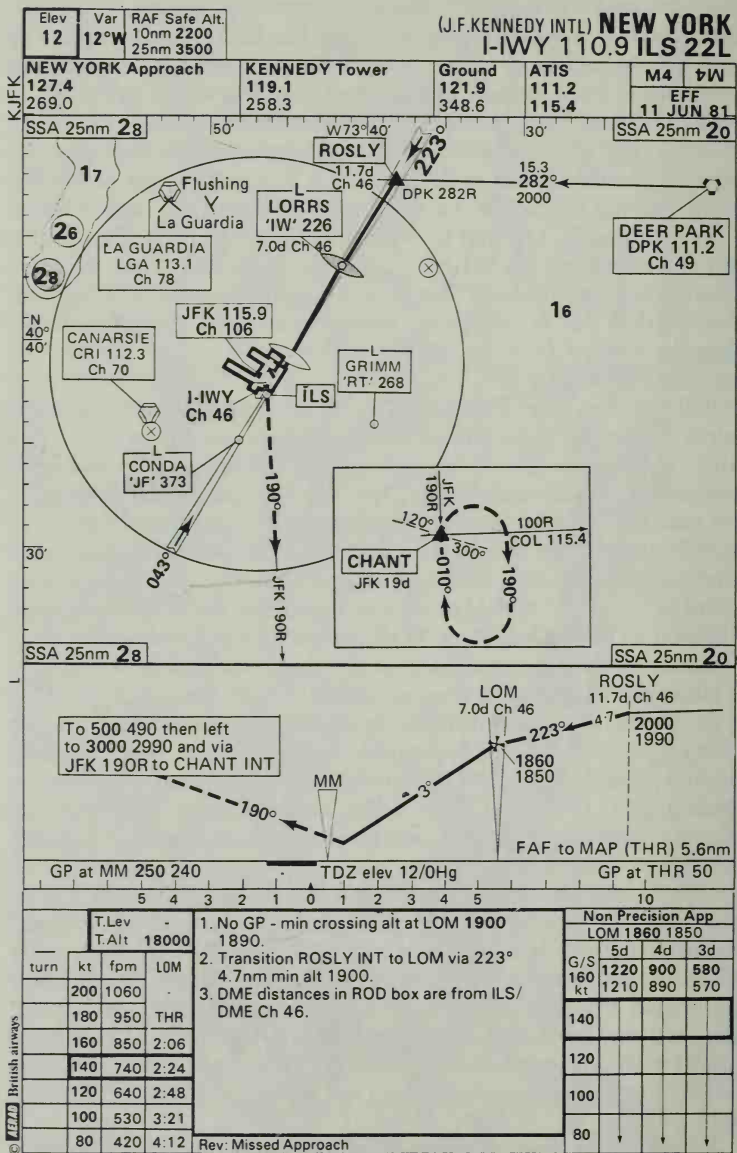 Elev
12
Var
12°W
RAF Safe Alt.
10nm 2200
25nm 3500
(J.F.KENNEDY INTL) NEW YORK
I-IWY 110.9 ILS 22L
KJFK
NEW YORK Approach
127.4
269.0
KENNEDY Tower
119.1
258.3
Ground
121.9
348.6
ATIS
111.2
115.4
M4
M4
EFF
11 JUN 81
SSA 25nm 28
50'
W73°40'
30'
SSA 25nm 20
ROSLY
11.7d
Ch 46
223°
DPK 282R
15.3
282°
2000
DEER PARK
DPK 111.2
Ch 49
17
26
28
Flushing
Y
La Guardia
LA GUARDIA
LGA 113.1
Ch 78
L
LORRS
'IW' 226
7.0d Ch 46
16
N
40°
40'
JFK 115.9
Ch 106
CANARSIE
CRI 112.3
Ch 70
I-IWY
Ch 46
ILS
L
GRIMM
'RT' 268
L
CONDA
'JF' 373
190°
043°
30'
JFK 190R
JFK
190R
120°
300°
100R
COL 115.4
CHANT
JFK 19d
010°
190°
SSA 25nm 28
SSA 25nm 20
ROSLY
11.7d Ch 46
LOM
7.0d Ch 46
223°
4·7
2000
1990
1860
1850
To 500 490 then left
to 3000 2990 and via
JFK 190R to CHANT INT
MM
190°
3°
FAF to MAP (THR) 5.6nm
GP at MM 250 240
TDZ elev 12/0Hg
GP at THR 50
5 4 3 2 1 0 1 2 3 4 5 10
T.Lev -
T.Alt 18000
turn kt fpm LOM
200 1060 -
180 950 THR
160 850 2:06
140 740 2:24
120 640 2:48
100 530 3:21
80 420 4:12
1. No GP - min crossing alt at LOM 1900
1890.
2. Transition ROSLY INT to LOM via 223°
4.7nm min alt 1900.
3. DME distances in ROD box are from ILS/
DME Ch 46.
Rev: Missed Approach
Non Precision App
LOM 1860 1850
G/S 5d 4d 3d
160 1220 900 580
kt 1210 890 570
140
120
100
80
© AERAD British airways